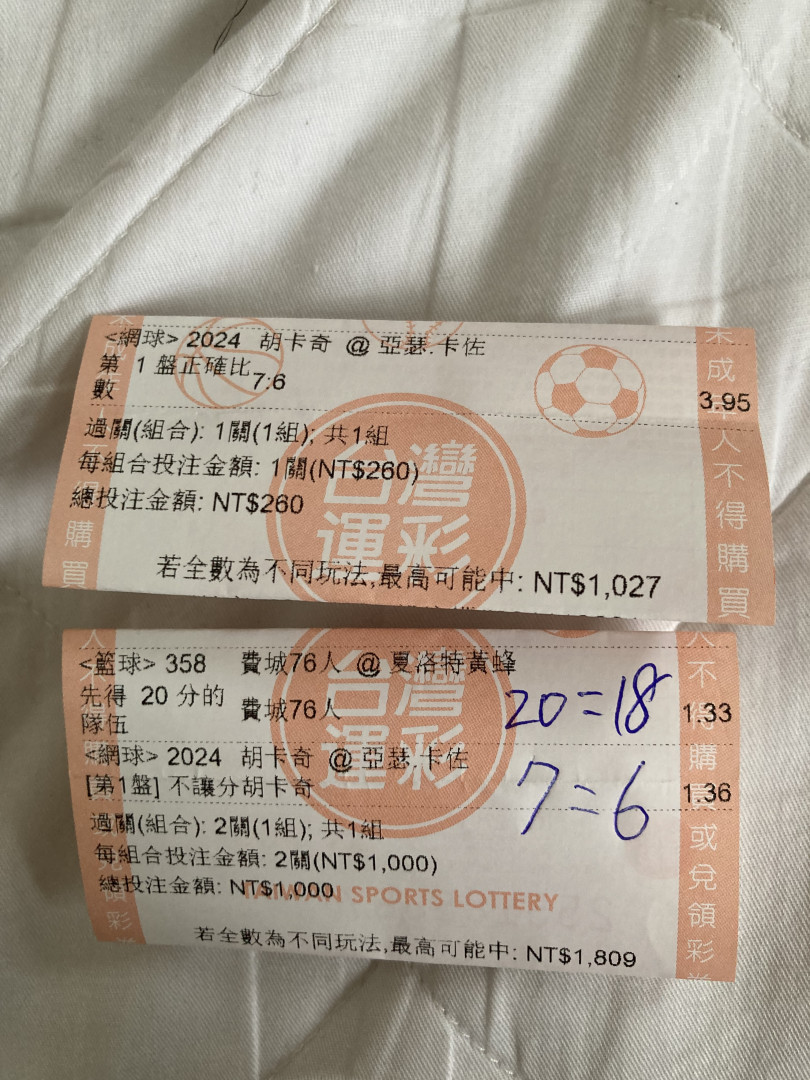 <網球> 2024 胡卡奇 @ 亞瑟.卡佐
第 1 盤正確比數 7:6 3.95
過關(組合): 1關(1組); 共1組
每組合投注金額: 1關(NT$260)
總投注金額: NT$260
若全數為不同玩法,最高可能中: NT$1,027
台灣運彩
未成年人不得購買
<籃球> 358 費城76人 @ 夏洛特黃蜂
先得 20 分的隊伍 費城76人 20=18 1.33
<網球> 2024 胡卡奇 @ 亞瑟.卡佐
[第1盤] 不讓分胡卡奇 7=6 1.36
過關(組合): 2關(1組); 共1組
每組合投注金額: 2關(NT$1,000)
總投注金額: NT$1,000
TAIWAN SPORTS LOTTERY
若全數為不同玩法,最高可能中: NT$1,809
台灣運彩
人不得購買或兌領彩券